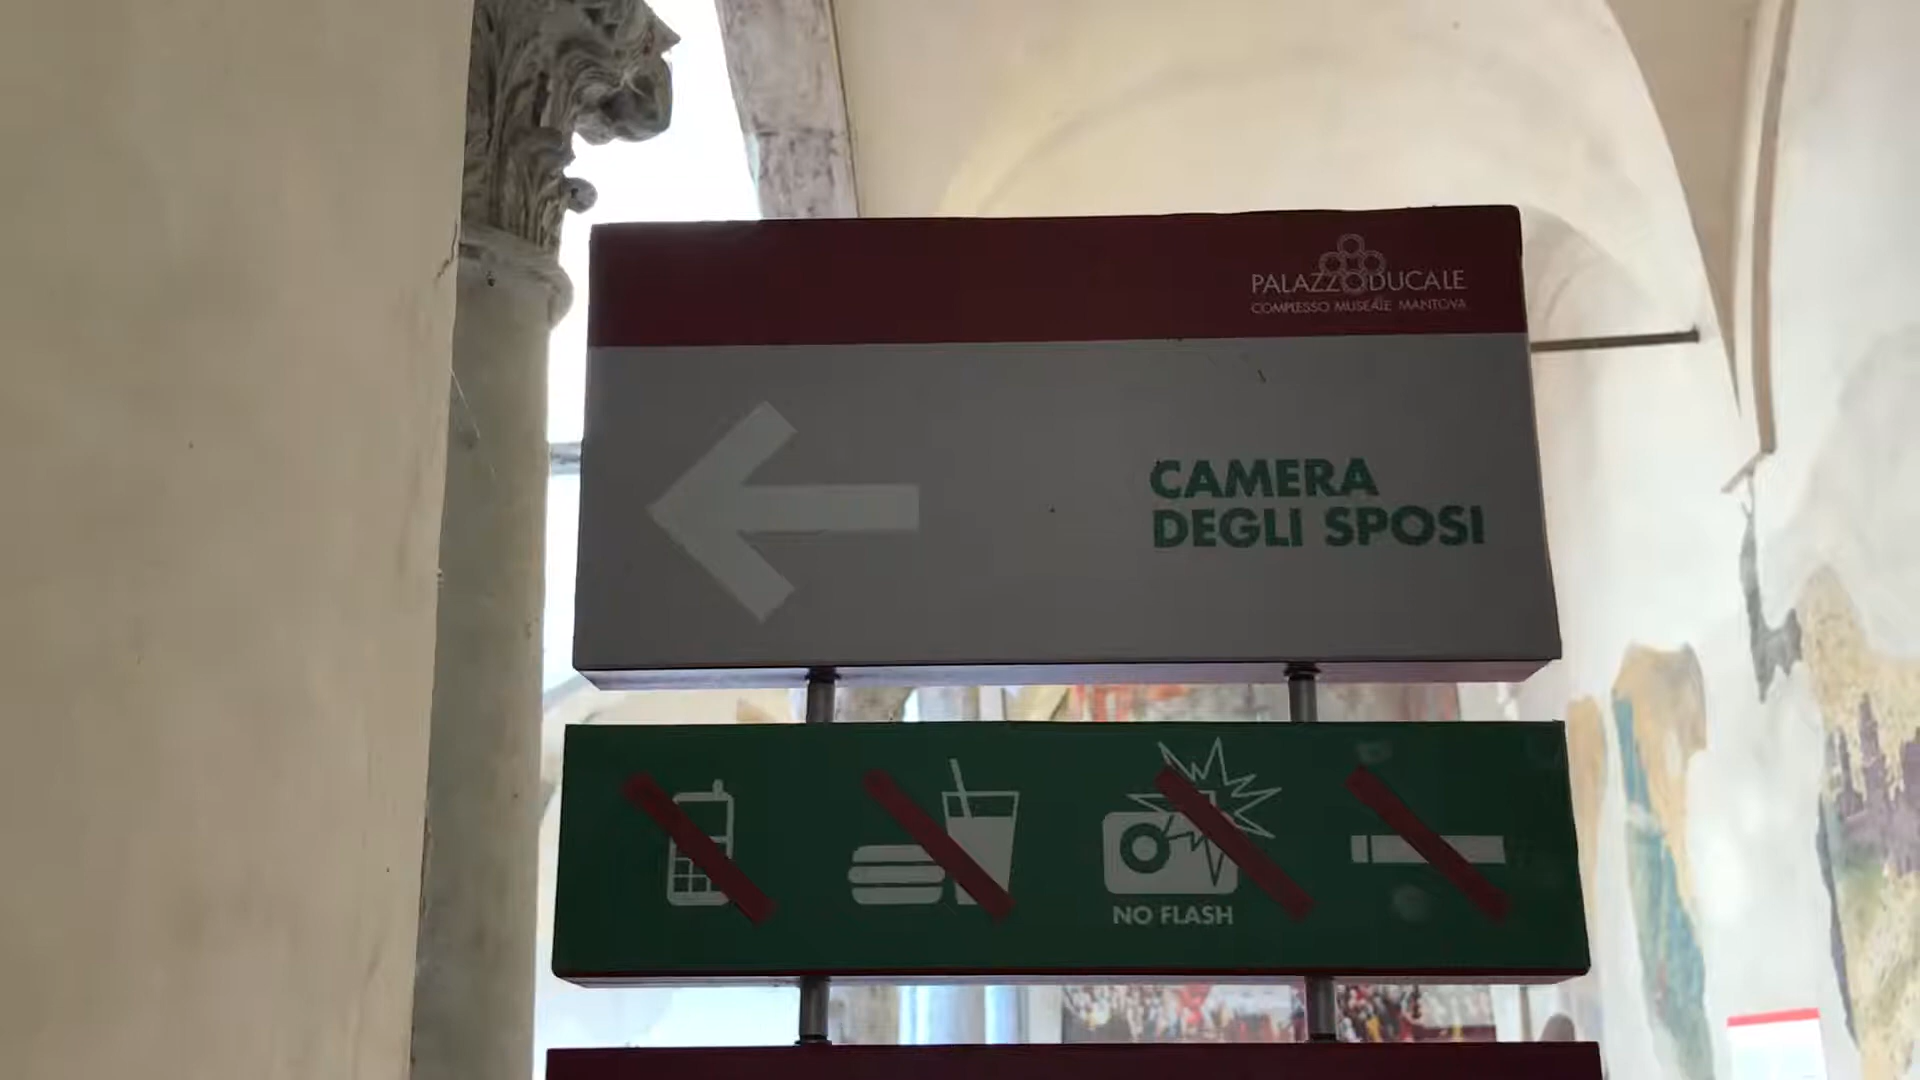 PALAZZO DUCALE
COMPLESSO MUSEALE MANTOVA
CAMERA
DEGLI SPOSI
NO FLASH